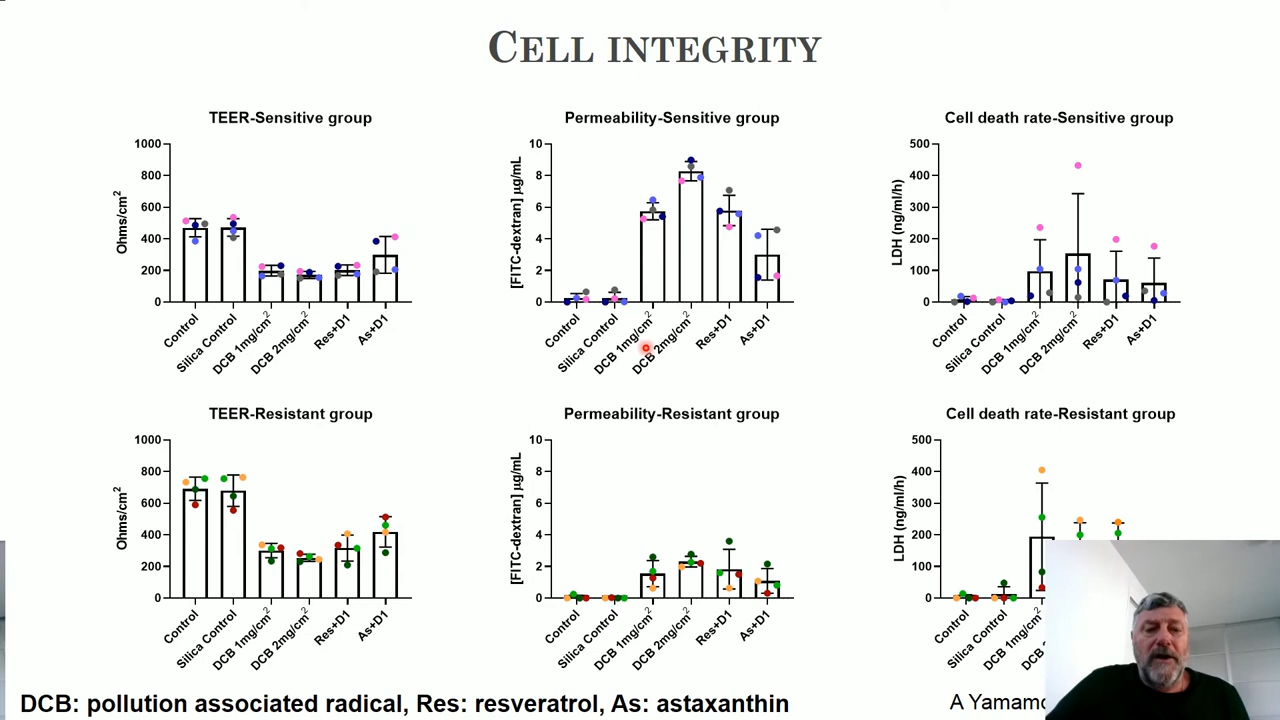 CELL INTEGRITY
TEER-Sensitive group
1000
800
600
400
200
0
Ohms/cm²
Control
Silica Control
DCB 1mg/cm²
DCB 2mg/cm²
Res+D1
As+D1
Permeability-Sensitive group
10
8
6
4
2
0
[FITC-dextran] µg/mL
Control
Silica Control
DCB 1mg/cm²
DCB 2mg/cm²
Res+D1
As+D1
Cell death rate-Sensitive group
500
400
300
200
100
0
LDH (ng/ml/h)
Control
Silica Control
DCB 1mg/cm²
DCB 2mg/cm²
Res+D1
As+D1
TEER-Resistant group
1000
800
600
400
200
0
Ohms/cm²
Control
Silica Control
DCB 1mg/cm²
DCB 2mg/cm²
Res+D1
As+D1
Permeability-Resistant group
10
8
6
4
2
0
[FITC-dextran] µg/mL
Control
Silica Control
DCB 1mg/cm²
DCB 2mg/cm²
Res+D1
As+D1
Cell death rate-Resistant group
500
400
300
200
100
0
LDH (ng/ml/h)
Control
Silica Control
DCB 1mg/cm²
DCB
DCB: pollution associated radical, Res: resveratrol, As: astaxanthin
A Yamamo